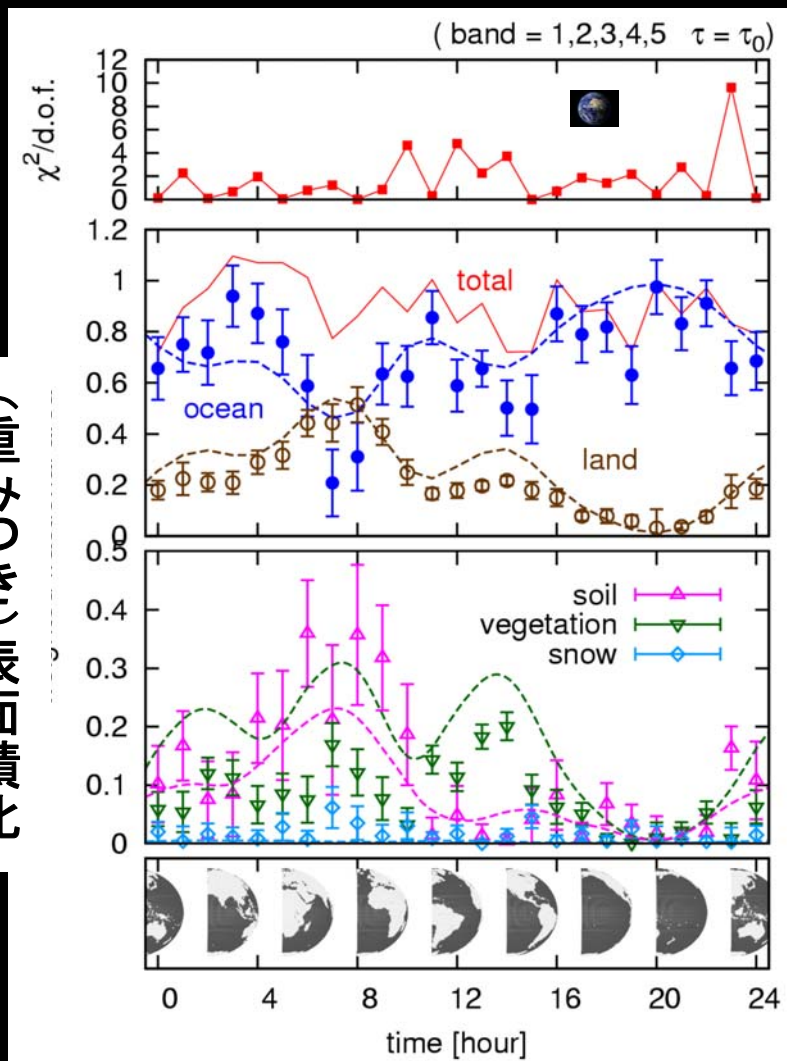 ( band = 1,2,3,4,5 τ = τ0)
χ²/d.o.f.
12
10
8
6
4
2
0
1.2
1
0.8
0.6
0.4
0.2
0
total
ocean
land
0.5
0.4
0.3
0.2
0.1
0
soil
vegetation
snow
0 4 8 12 16 20 24
time [hour]
みつき）表面積比